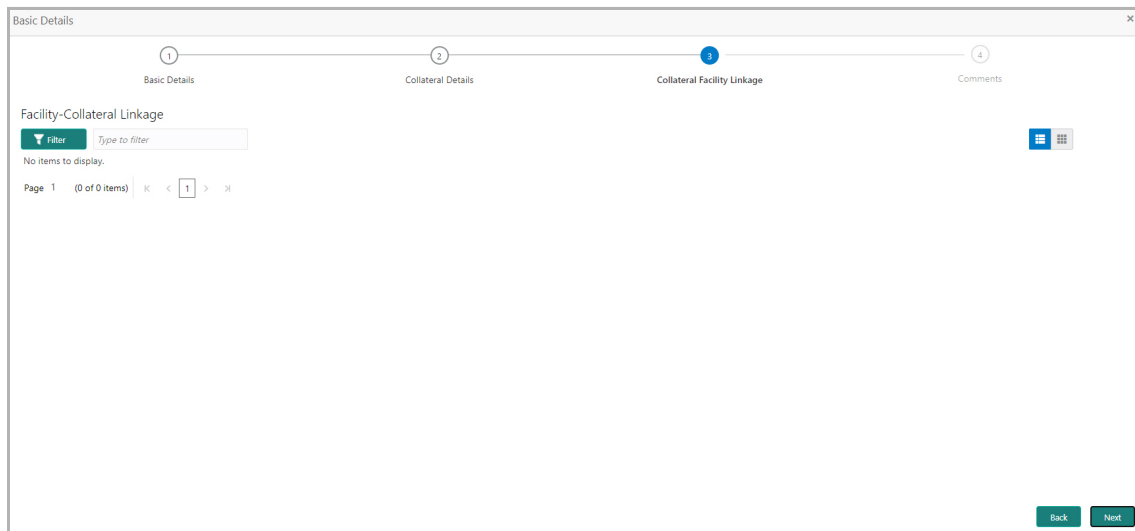 Basic Details ×
1 2 3 4
Basic Details Collateral Details Collateral Facility Linkage Comments
Facility-Collateral Linkage
Filter Type to filter
No items to display.
Page 1 (0 of 0 items) K < 1 > Ж
Back Next